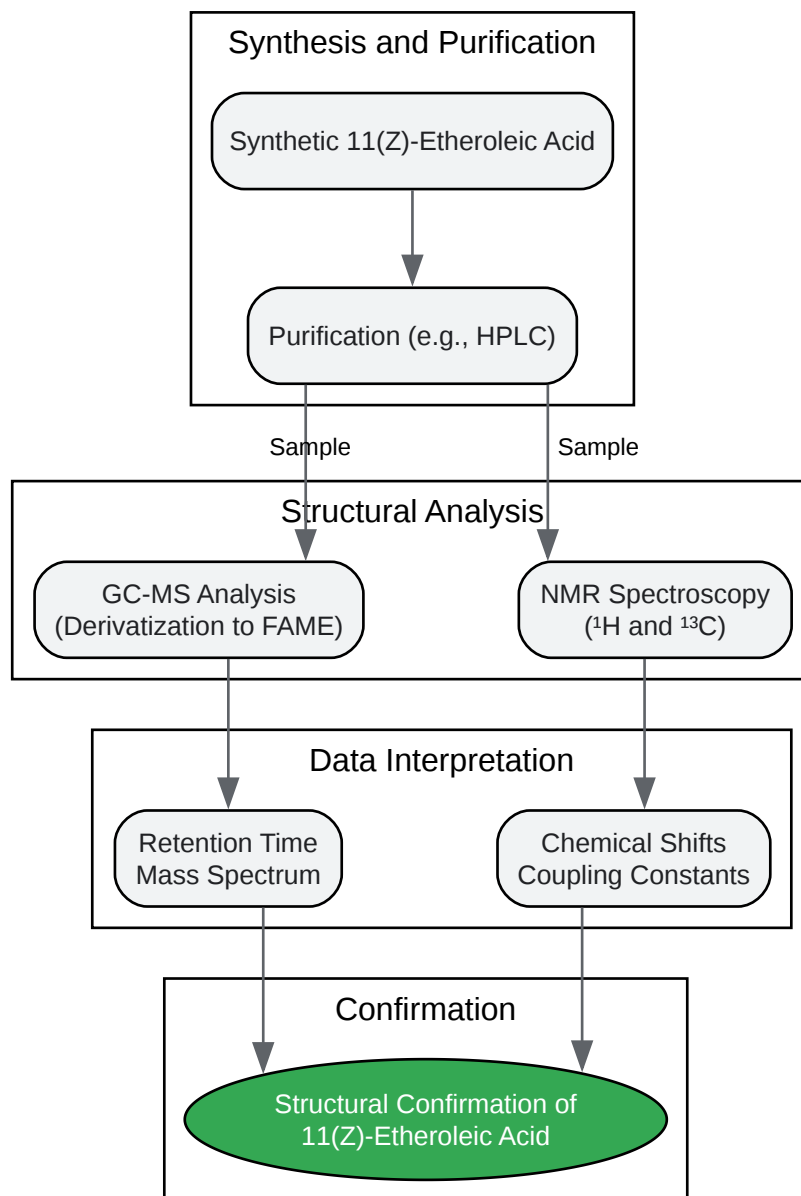 Synthesis and Purification
Synthetic 11(Z)-Etheroleic Acid
Purification (e.g., HPLC)
Sample
Sample
Structural Analysis
GC-MS Analysis
(Derivatization to FAME)
NMR Spectroscopy
(¹H and ¹³C)
Data Interpretation
Retention Time
Mass Spectrum
Chemical Shifts
Coupling Constants
Confirmation
Structural Confirmation of
11(Z)-Etheroleic Acid